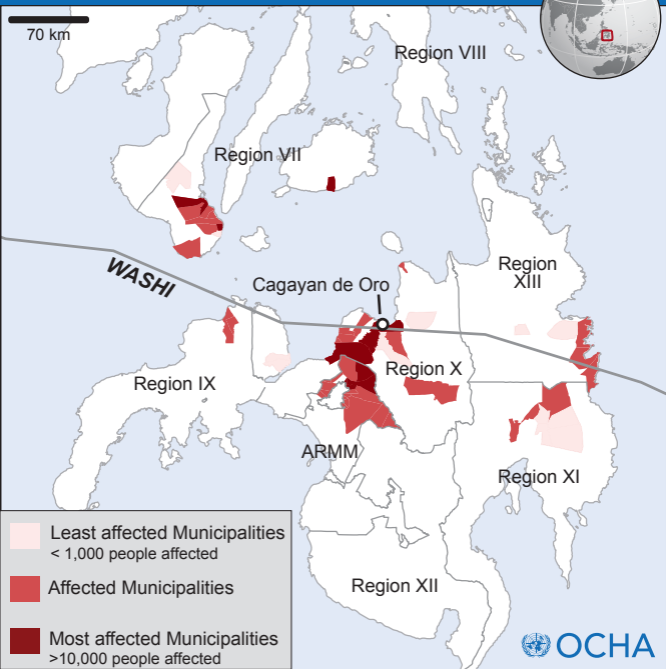 70 km
Region VIII
Region VII
WASHI
Cagayan de Oro
Region
XIII
Region IX
Region X
ARMM
Region XI
Region XII
Least affected Municipalities
< 1,000 people affected
Affected Municipalities
Most affected Municipalities
>10,000 people affected
OCHA